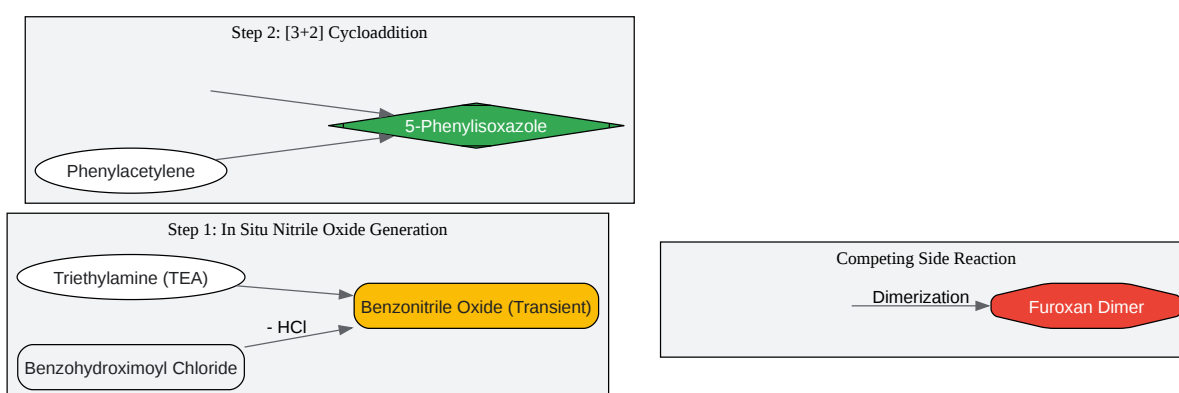 Step 2: [3+2] Cycloaddition
5-Phenylisoxazole
Phenylacetylene
Step 1: In Situ Nitrile Oxide Generation
Triethylamine (TEA)
Benzonitrile Oxide (Transient)
- HCl
Benzohydroximoyl Chloride
Competing Side Reaction
Dimerization
Furoxan Dimer